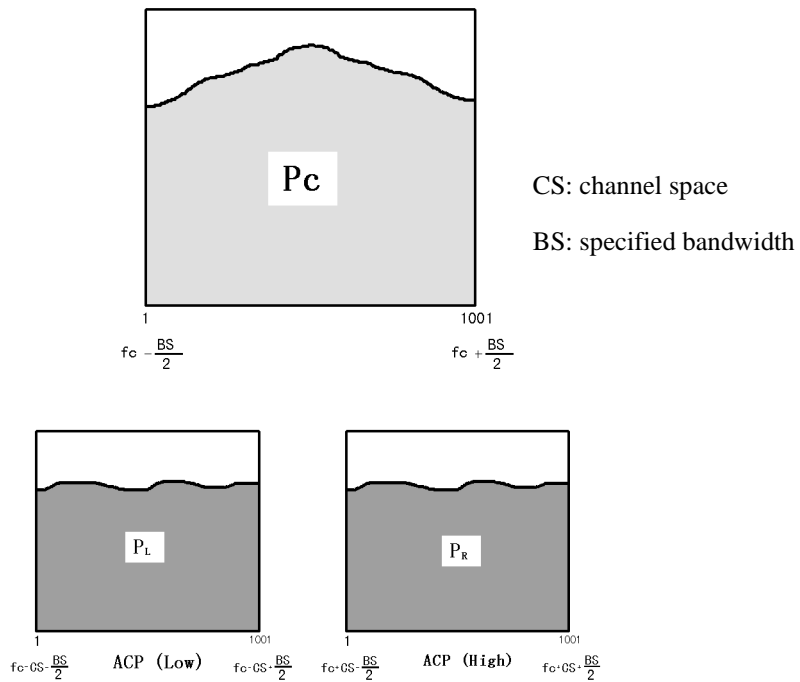 Pc
CS: channel space
BS: specified bandwidth
1 1001
fc - BS/2 fc + BS/2
PL PR
1 1001 1 1001
fc-CS-BS/2 ACP (Low) fc-CS+BS/2 fc+CS-BS/2 ACP (High) fc+CS+BS/2